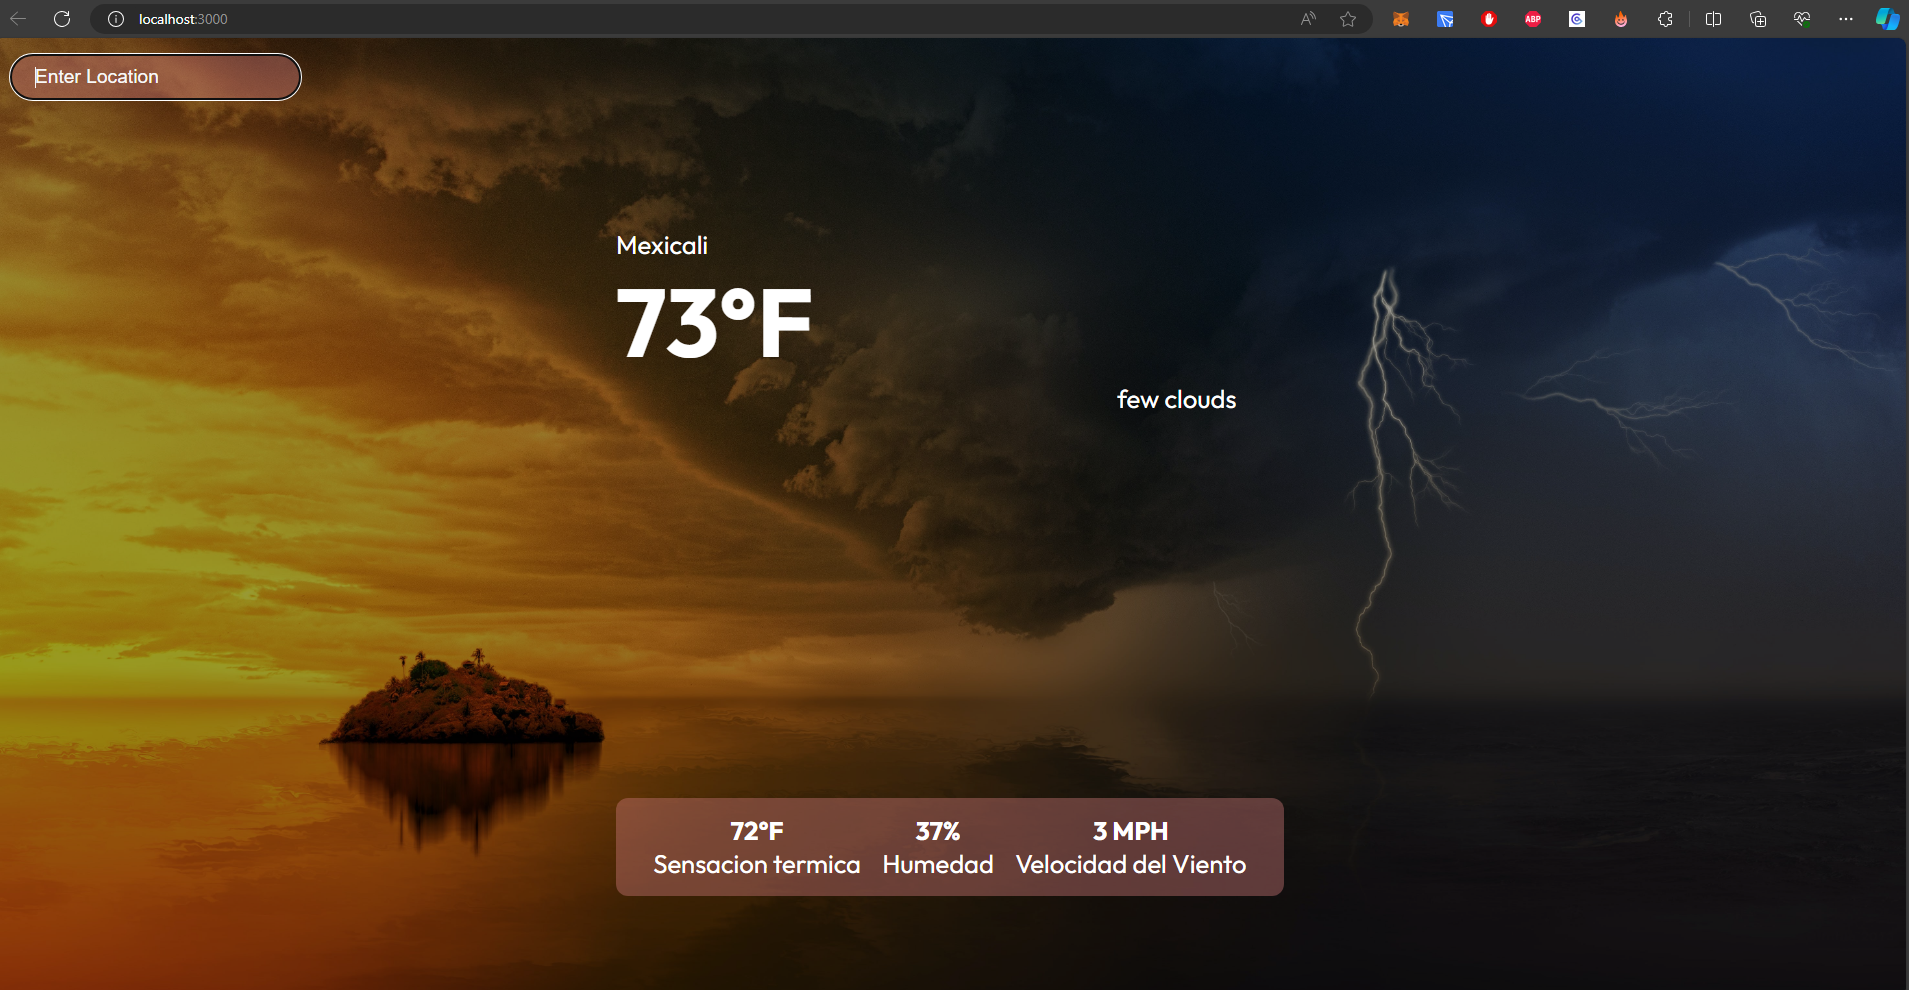 localhost:3000
ABP
Enter Location
Mexicali
73°F
few clouds
72°F 37% 3 MPH
Sensacion termica Humedad Velocidad del Viento